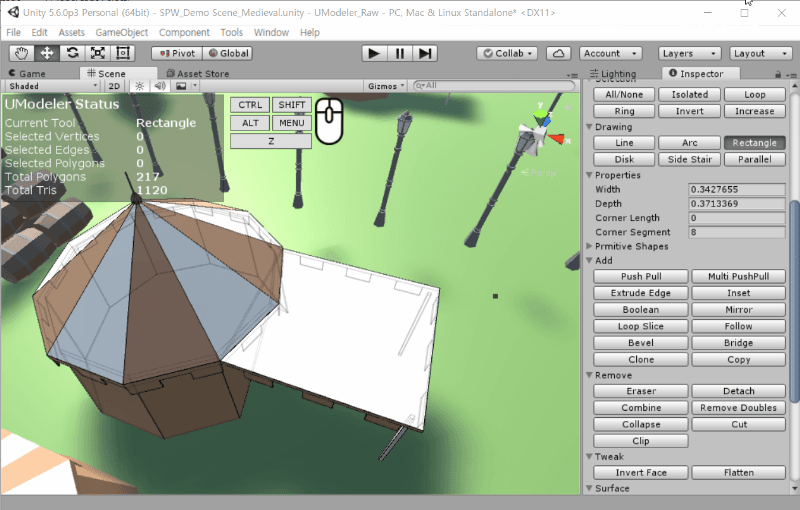 Unity 5.6.0p3 Personal (64bit) - SPW_Demo Scene_Medieval.unity - UModeler_Raw - PC, Mac & Linux Standalone* <DX11>
File Edit Assets GameObject Component Tools Window Help
Pivot Global Collab Account Layers Layout
Game Scene Asset Store Lighting Inspector
Shaded 2D Gizmos All
UModeler Status
Current Tool Rectangle
Selected Vertices 0
Selected Edges 0
Selected Polygons 0
Total Polygons 217
Total Tris 1120
CTRL SHIFT
ALT MENU
Z
y
x
Persp
Selection
All/None Isolated Loop
Ring Invert Increase
Drawing
Line Arc Rectangle
Disk Side Stair Parallel
Properties
Width 0.3427655
Depth 0.3713369
Corner Length 0
Corner Segment 8
Prmitive Shapes
Add
Push Pull Multi PushPull
Extrude Edge Inset
Boolean Mirror
Loop Slice Follow
Bevel Bridge
Clone Copy
Remove
Eraser Detach
Combine Remove Doubles
Collapse Cut
Clip
Tweak
Invert Face Flatten
Surface